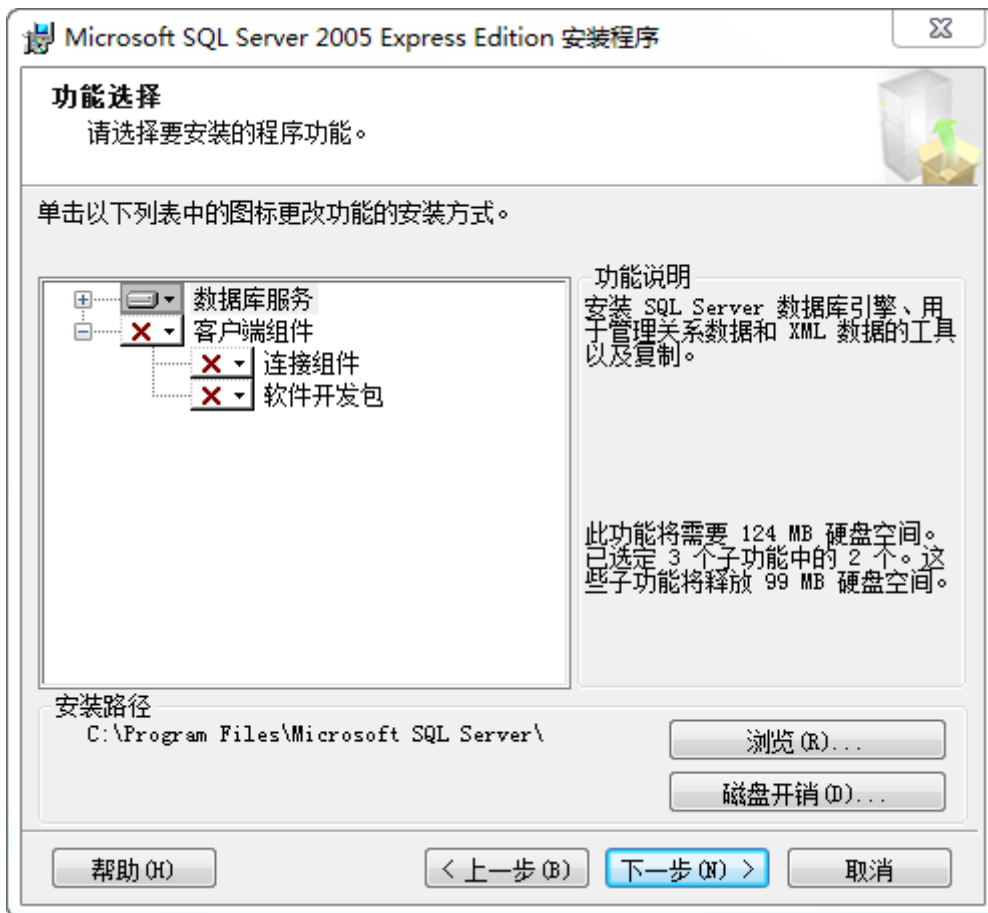 Microsoft SQL Server 2005 Express Edition 安装程序
功能选择
请选择要安装的程序功能。
单击以下列表中的图标更改功能的安装方式。
数据库服务
客户端组件
连接组件
软件开发包
功能说明
安装 SQL Server 数据库引擎、用
于管理关系数据和 XML 数据的工具
以及复制。
此功能将需要 124 MB 硬盘空间。
已选定 3 个子功能中的 2 个。这
些子功能将释放 99 MB 硬盘空间。
安装路径
C:\Program Files\Microsoft SQL Server\
浏览(R)...
磁盘开销(D)...
帮助(H)
< 上一步(B)
下一步(N) >
取消